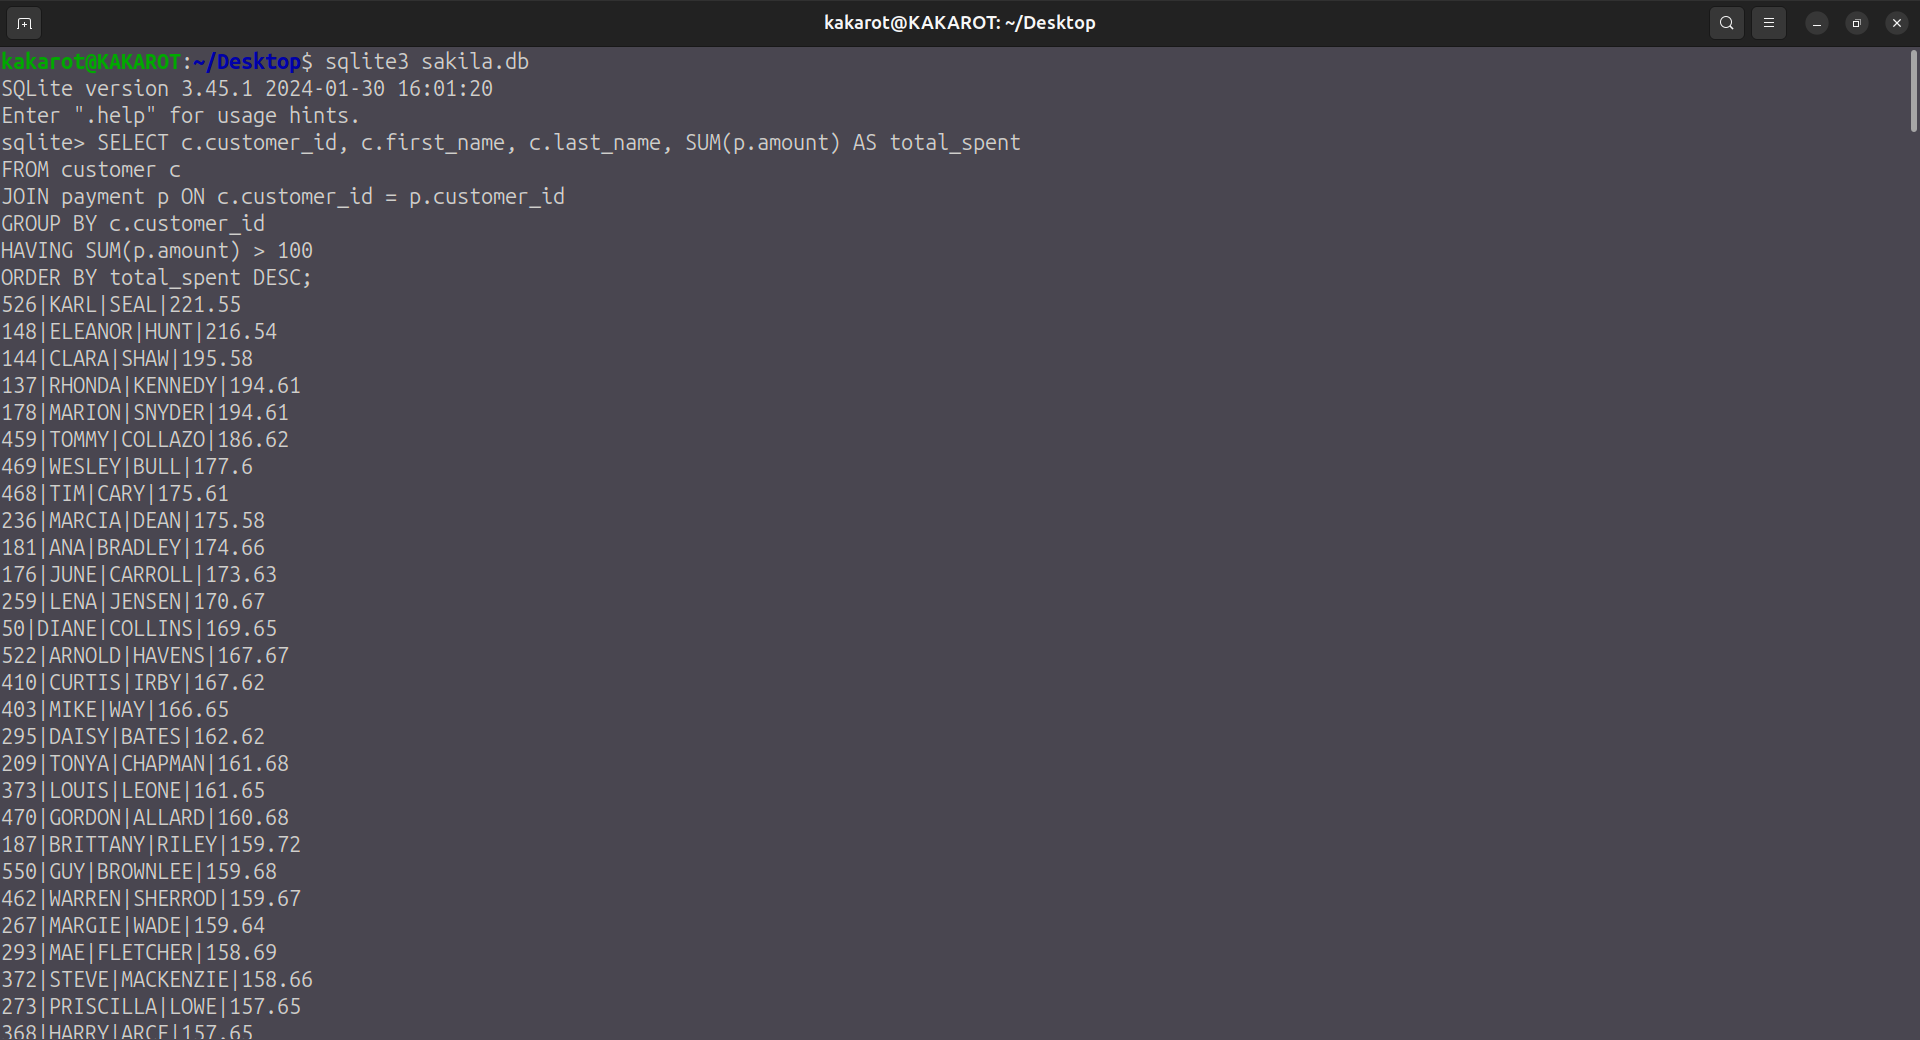 kakarot@KAKAROT: ~/Desktop
kakarot@KAKAROT:~/Desktop$ sqlite3 sakila.db
SQLite version 3.45.1 2024-01-30 16:01:20
Enter ".help" for usage hints.
sqlite> SELECT c.customer_id, c.first_name, c.last_name, SUM(p.amount) AS total_spent
FROM customer c
JOIN payment p ON c.customer_id = p.customer_id
GROUP BY c.customer_id
HAVING SUM(p.amount) > 100
ORDER BY total_spent DESC;
526|KARL|SEAL|221.55
148|ELEANOR|HUNT|216.54
144|CLARA|SHAW|195.58
137|RHONDA|KENNEDY|194.61
178|MARION|SNYDER|194.61
459|TOMMY|COLLAZO|186.62
469|WESLEY|BULL|177.6
468|TIM|CARY|175.61
236|MARCIA|DEAN|175.58
181|ANA|BRADLEY|174.66
176|JUNE|CARROLL|173.63
259|LENA|JENSEN|170.67
50|DIANE|COLLINS|169.65
522|ARNOLD|HAVENS|167.67
410|CURTIS|IRBY|167.62
403|MIKE|WAY|166.65
295|DAISY|BATES|162.62
209|TONYA|CHAPMAN|161.68
373|LOUIS|LEONE|161.65
470|GORDON|ALLARD|160.68
187|BRITTANY|RILEY|159.72
550|GUY|BROWNLEE|159.68
462|WARREN|SHERROD|159.67
267|MARGIE|WADE|159.64
293|MAE|FLETCHER|158.69
372|STEVE|MACKENZIE|158.66
273|PRISCILLA|LOWE|157.65
368|HARRY|ARCE|157.65